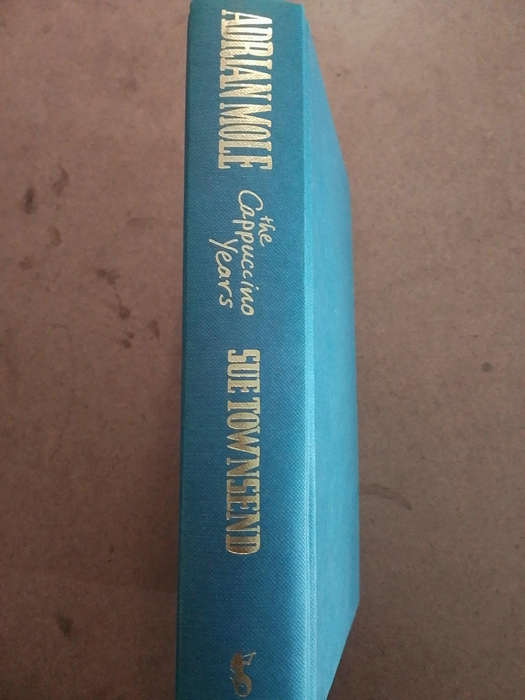 ADRIAN MOLE
the
Cappuccino
Years
SUE TOWNSEND